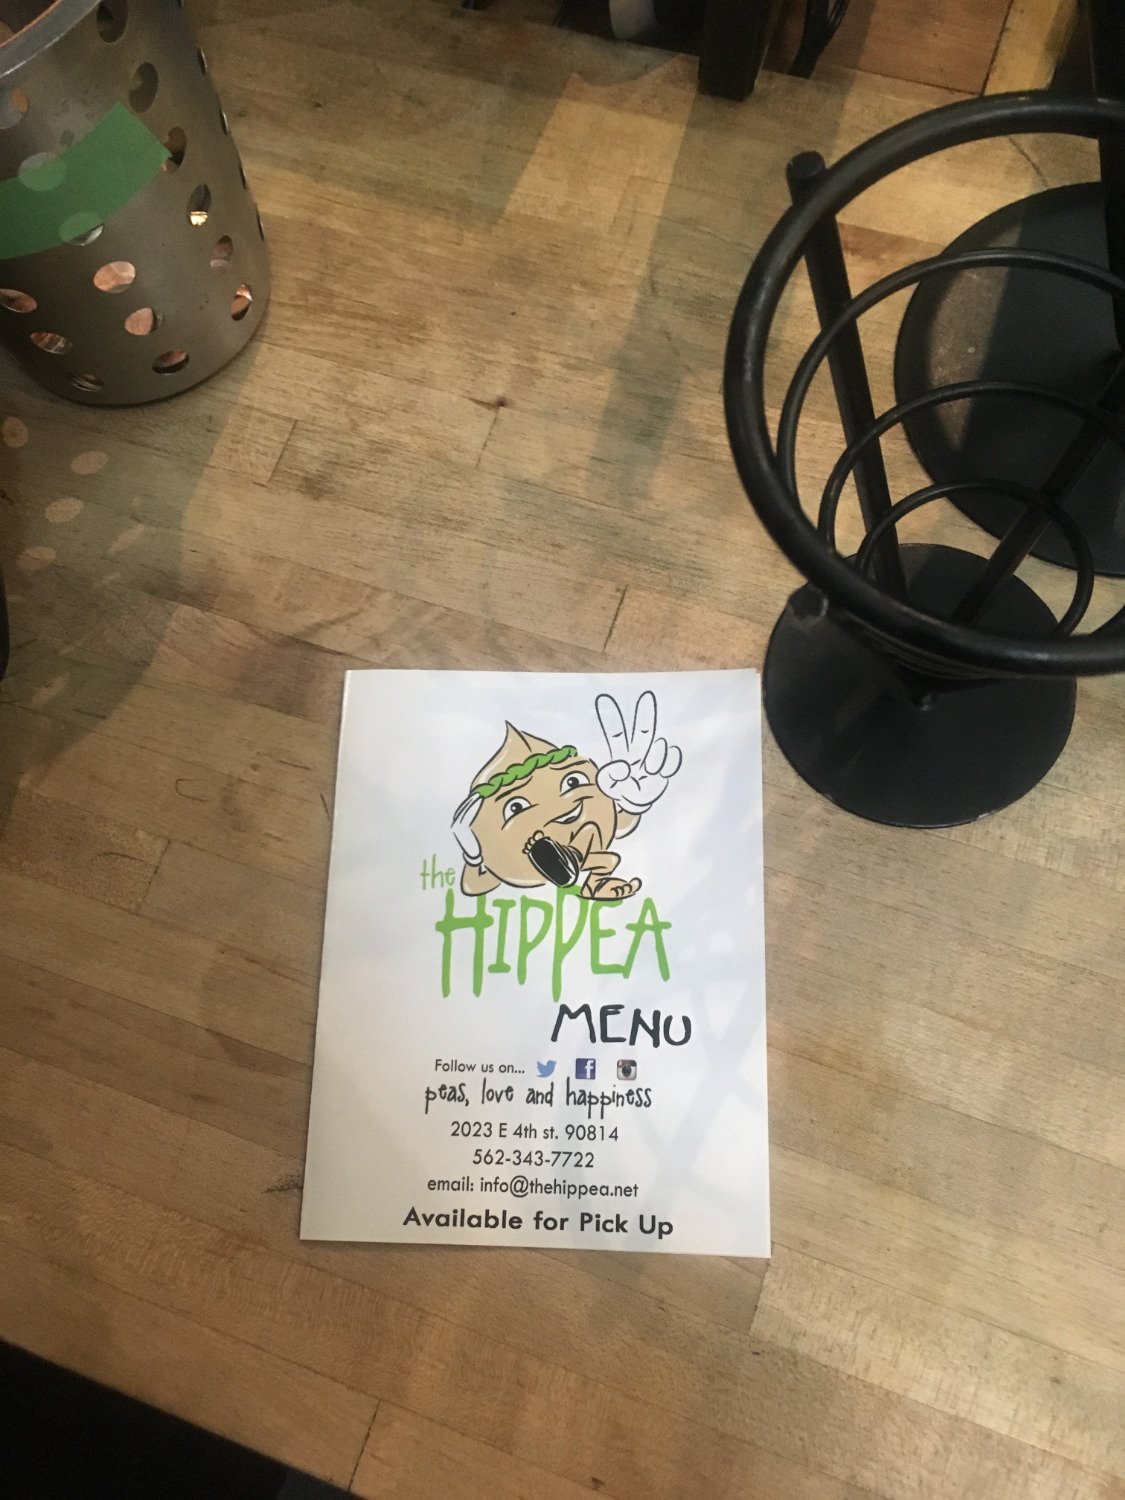 the
HIPPEA
MENU
Follow us on...
peas, love and happiness
2023 E 4th st. 90814
562-343-7722
email: info@thehippea.net
Available for Pick Up